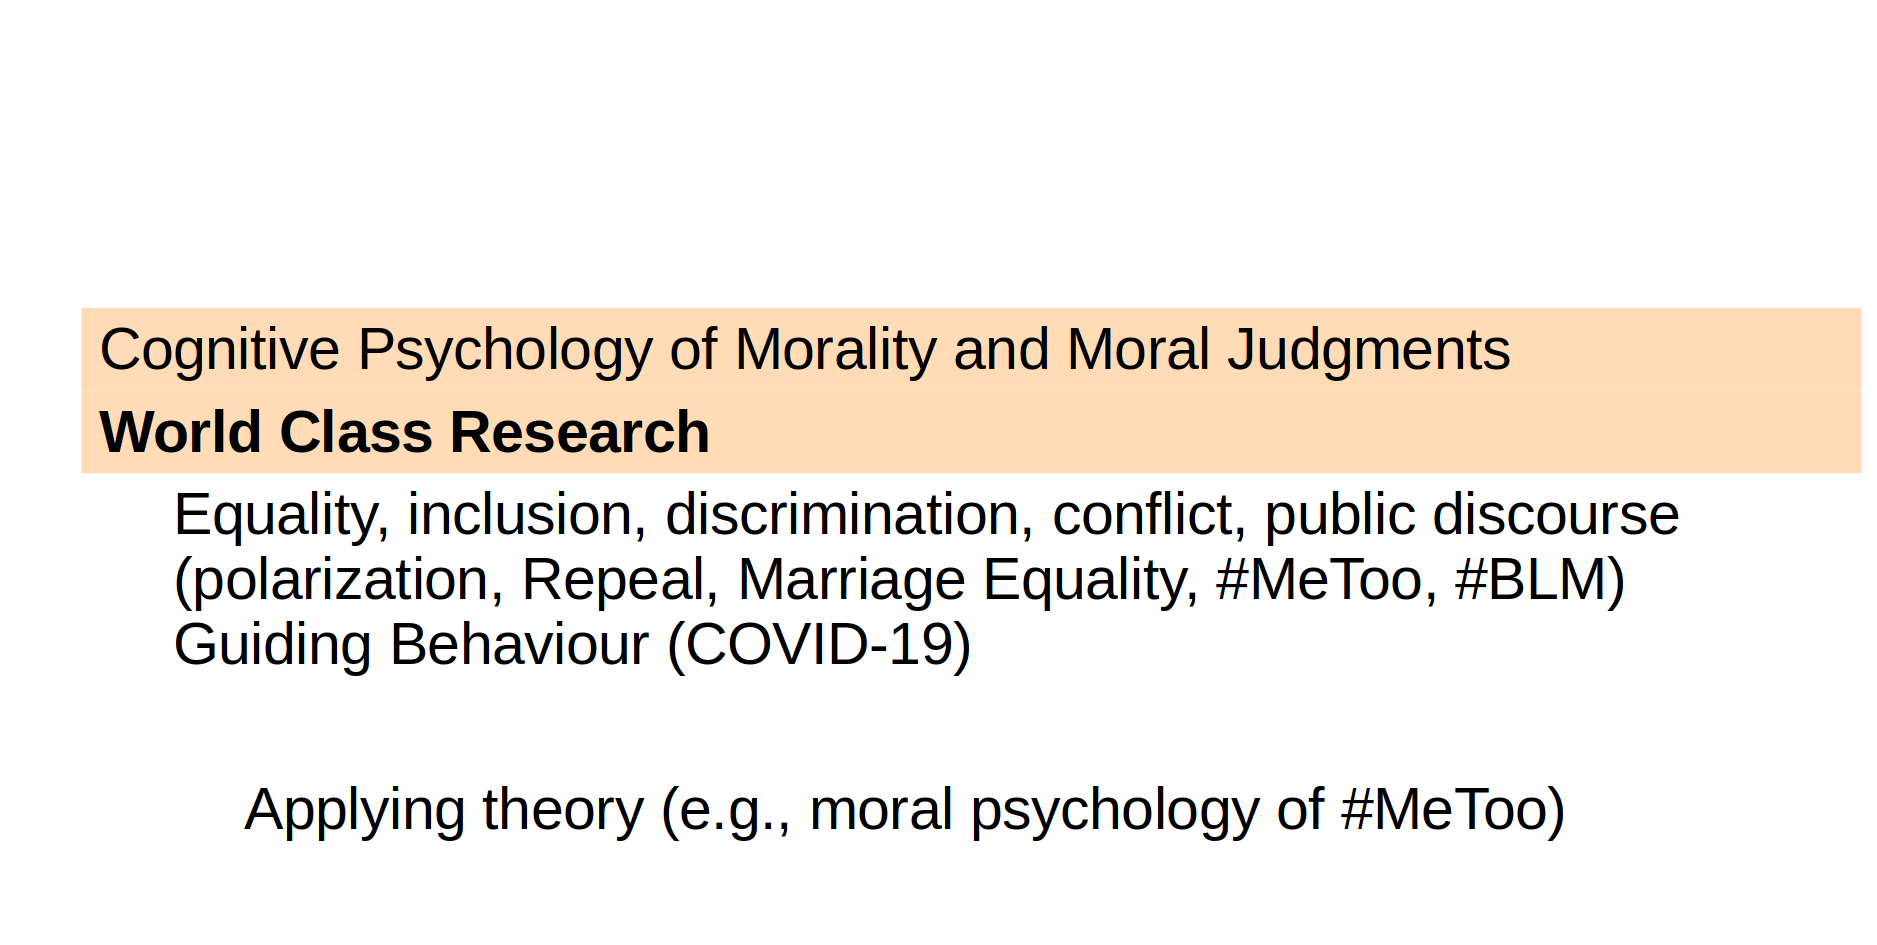 Cognitive Psychology of Morality and Moral Judgments
World Class Research
Equality, inclusion, discrimination, conflict, public discourse
(polarization, Repeal, Marriage Equality, #MeToo, #BLM)
Guiding Behaviour (COVID-19)
Applying theory (e.g., moral psychology of #MeToo)